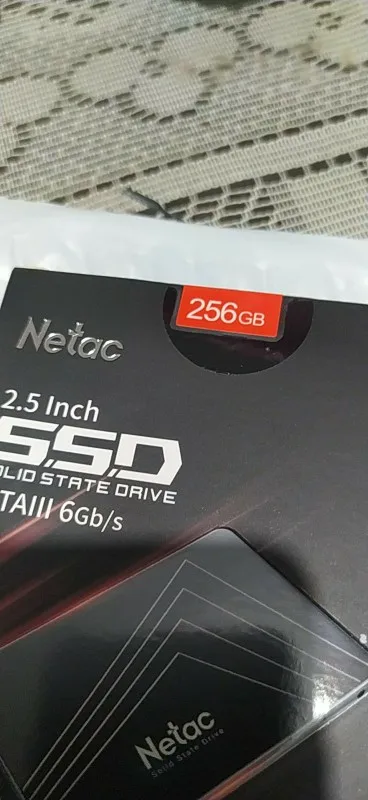 256GB
Netac
2.5 Inch
SSD
OLID STATE DRIVE
TAIII 6Gb/s
Netac
Solid State Drive